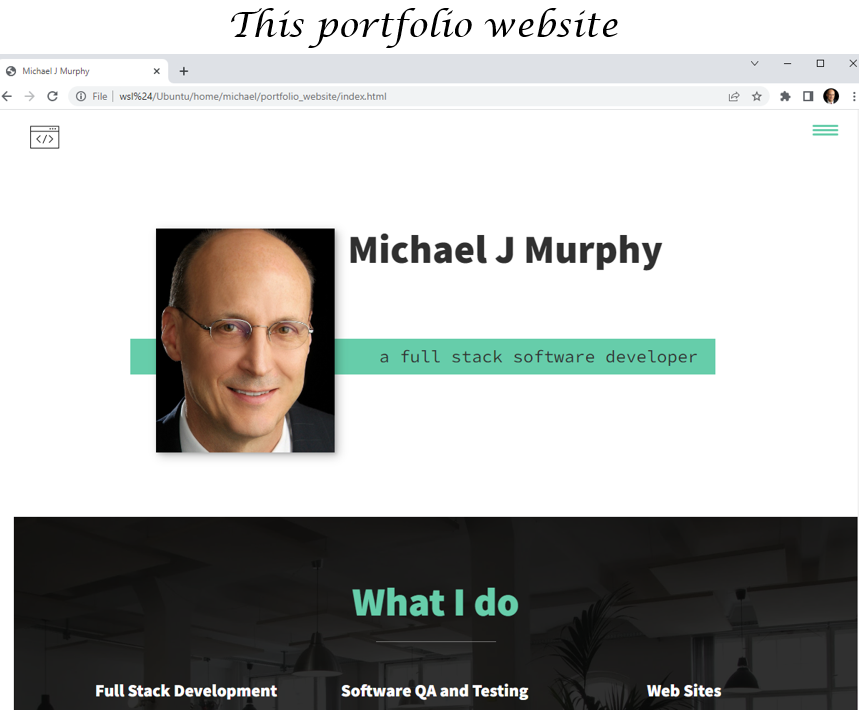 This portfolio website
Michael J Murphy
File | wsl%24/Ubuntu/home/michael/portfolio_website/index.html
</>
Michael J Murphy
a full stack software developer
What I do
Full Stack Development Software QA and Testing Web Sites